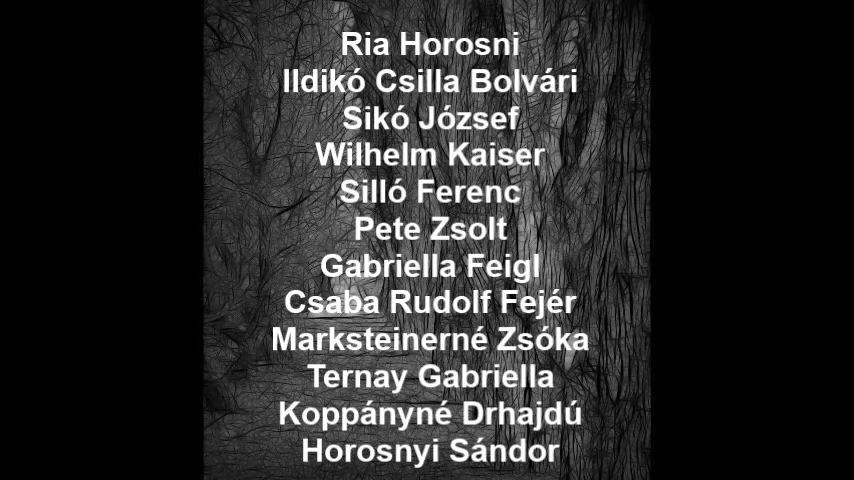 Ria Horosni
Ildikó Csilla Bolvári
Sikó József
Wilhelm Kaiser
Silló Ferenc
Pete Zsolt
Gabriella Feigl
Csaba Rudolf Fejér
Marksteinerné Zsóka
Ternay Gabriella
Koppányné Drhajdú
Horosnyi Sándor